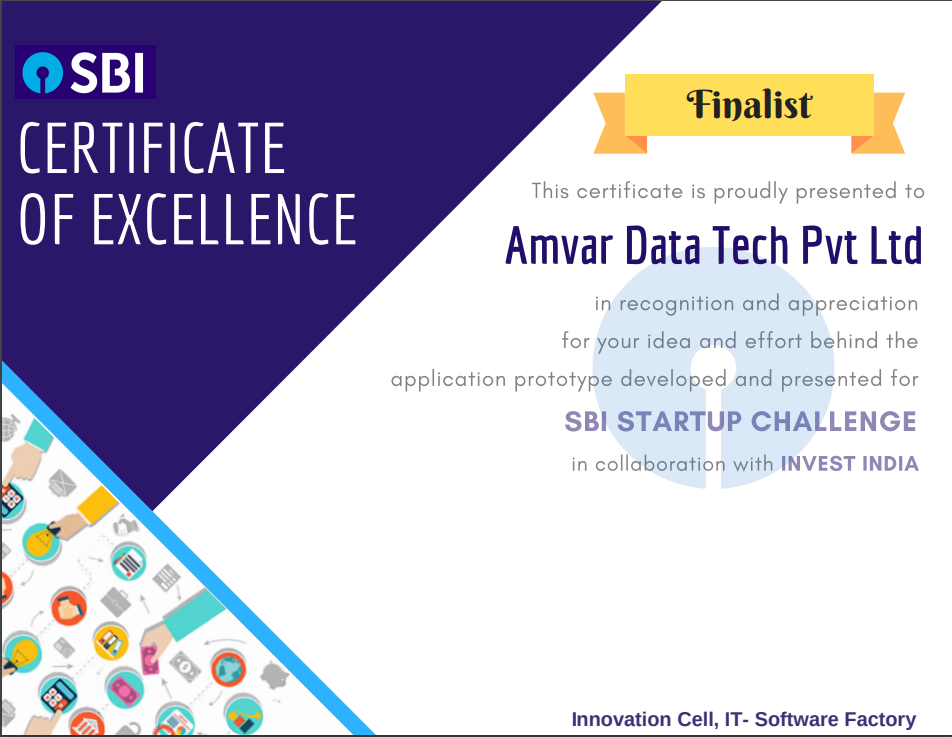 SBI
CERTIFICATE
OF EXCELLENCE
Finalist
This certificate is proudly presented to
Amvar Data Tech Pvt Ltd
in recognition and appreciation
for your idea and effort behind the
application prototype developed and presented for
SBI STARTUP CHALLENGE
in collaboration with INVEST INDIA
Innovation Cell, IT- Software Factory